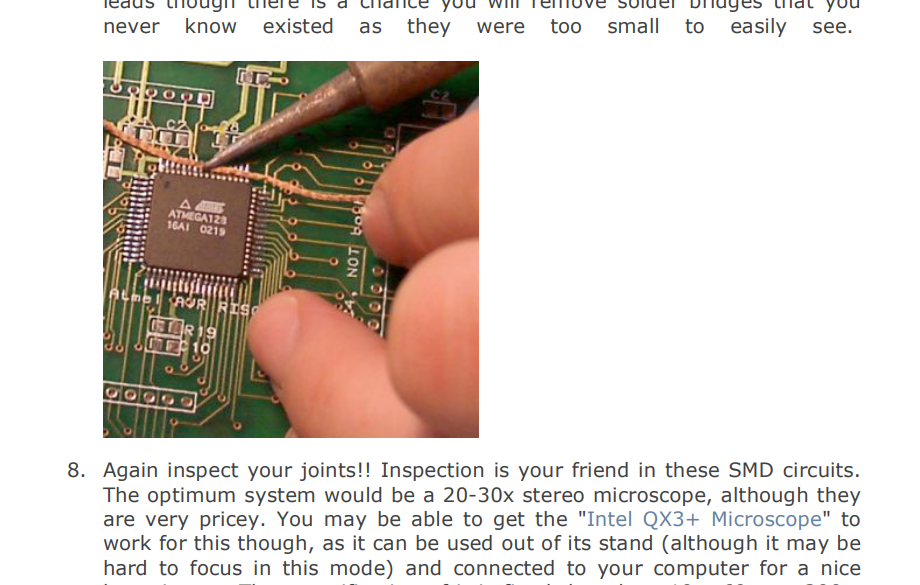 leads though there is a chance you will remove solder bridges that you
never know existed as they were too small to easily see.
C2
C2
ATMEGA128
16AI 0219
NOT
Atmel AVR RISC
R19
C10
8. Again inspect your joints!! Inspection is your friend in these SMD circuits.
The optimum system would be a 20-30x stereo microscope, although they
are very pricey. You may be able to get the "Intel QX3+ Microscope" to
work for this though, as it can be used out of its stand (although it may be
hard to focus in this mode) and connected to your computer for a nice